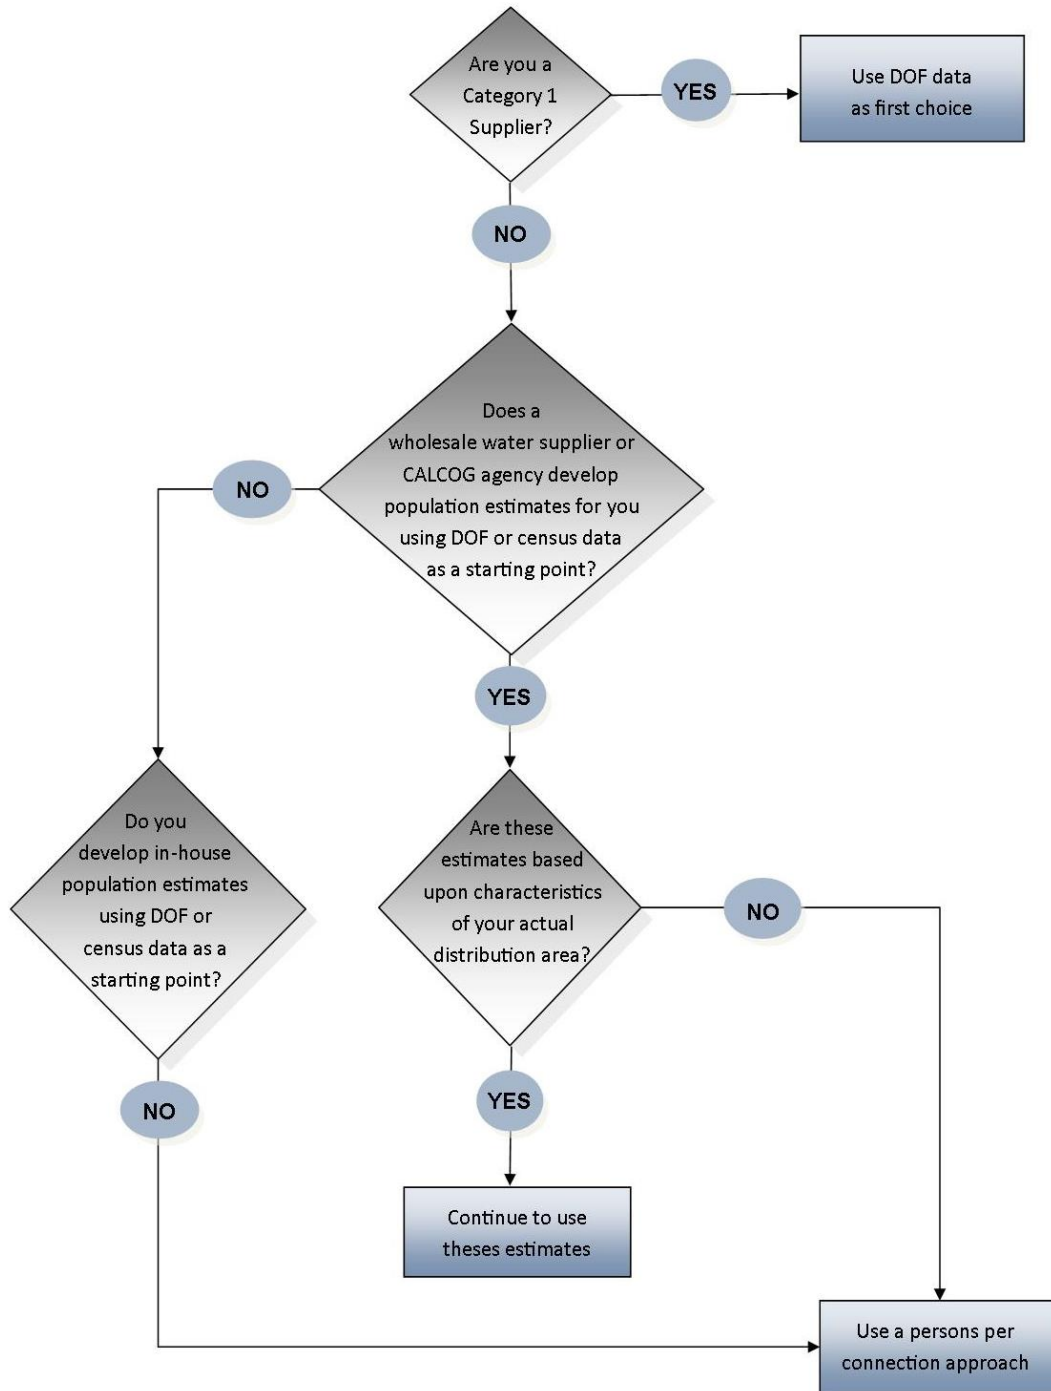 Are you a
Category 1
Supplier?
YES
Use DOF data
as first choice
NO
Does a
wholesale water supplier or
CALCOG agency develop
population estimates for you
using DOF or census data
as a starting point?
NO
YES
Do you
develop in-house
population estimates
using DOF or
census data as a
starting point?
Are these
estimates based
upon characteristics
of your actual
distribution area?
NO
NO
YES
Continue to use
theses estimates
Use a persons per
connection approach